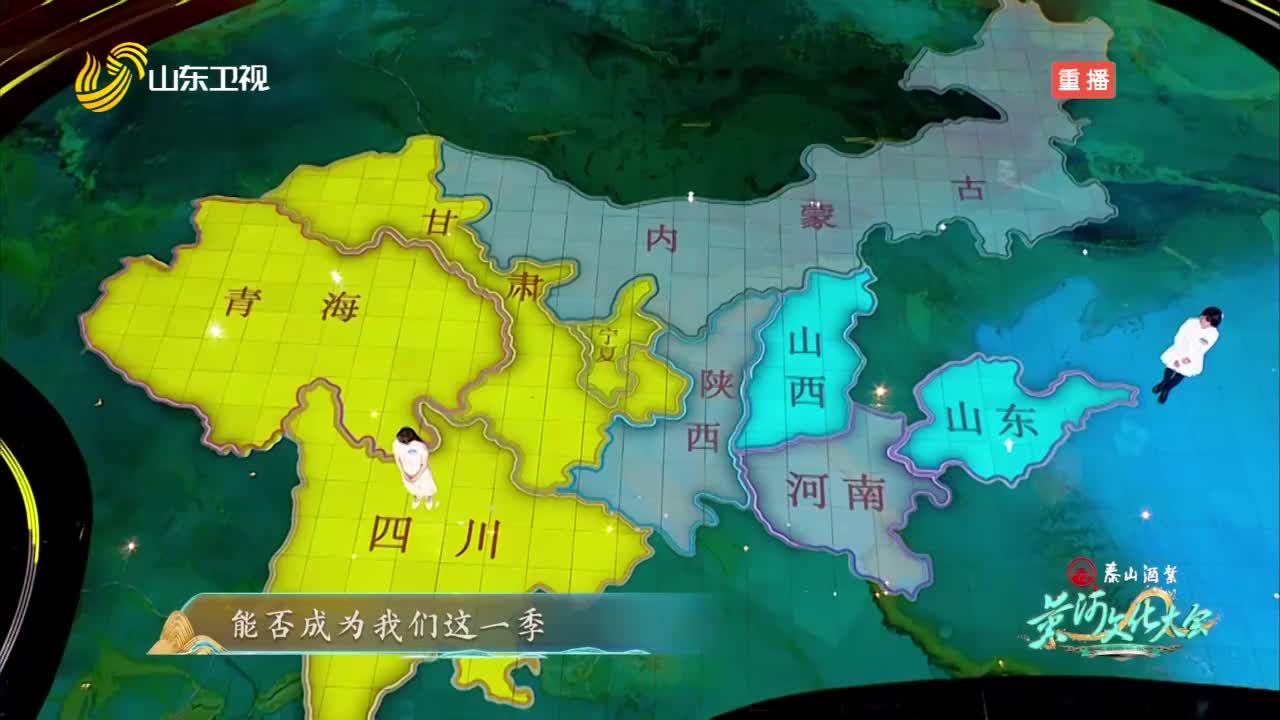 山东卫视
重播
内蒙古
甘肃
青海
宁夏
山西
陕西
山东
河南
四川
泰山酒业
黄河文化大会
能否成为我们这一季